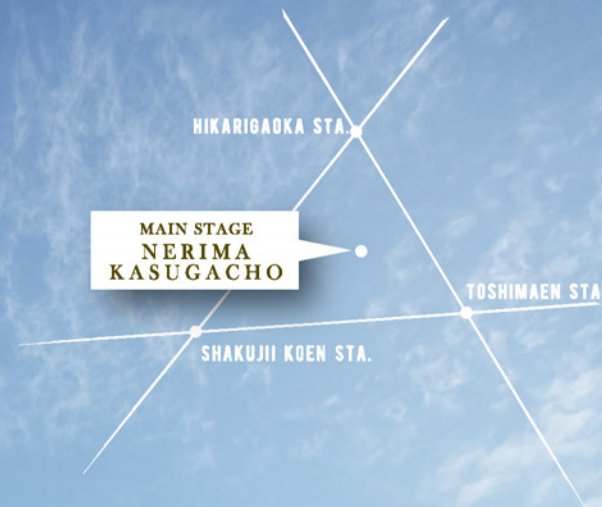 HIKARIGAOKA STA.
MAIN STAGE
NERIMA
KASUGACHO
TOSHIMAEN STA
SHAKUJII KOEN STA.